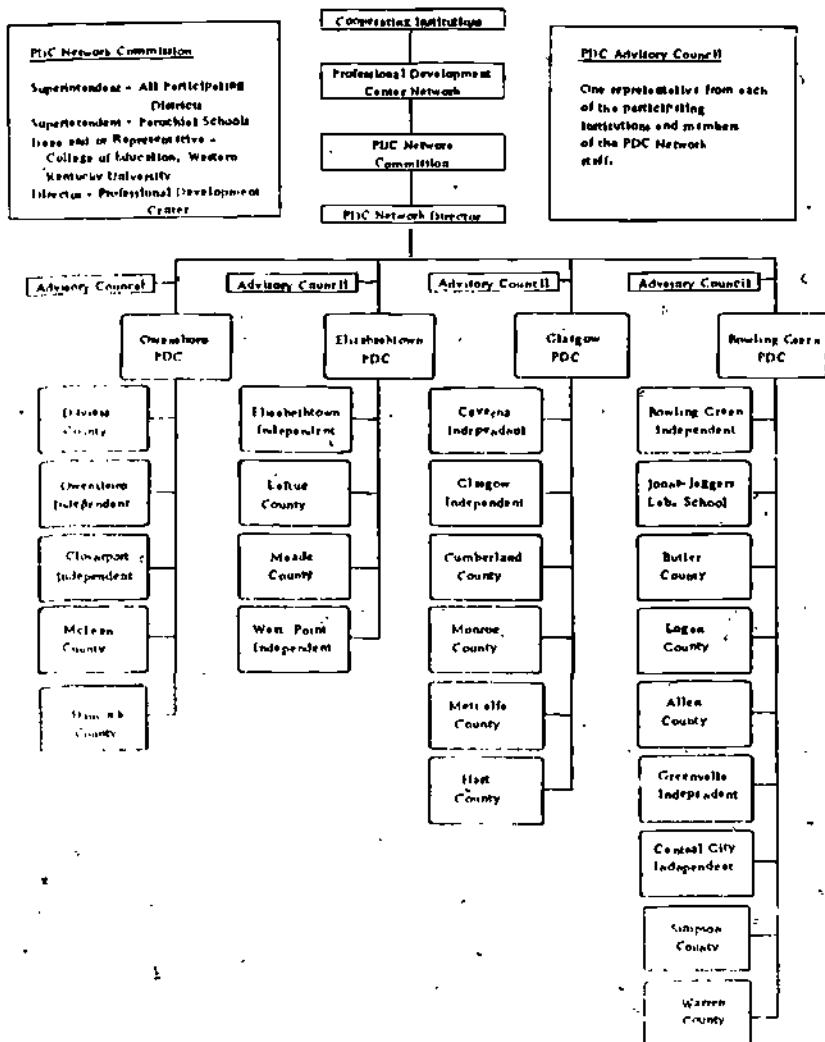 Cooperating Institutions
PDC Network Commission
Superintendent - All Participating
Districts
Superintendent - Parochial Schools
Dean and or Representative -
College of Education, Western
Kentucky University
Director - Professional Development
Center
Professional Development
Center Network
PDC Network
Commission
PDC Network Director
PDC Advisory Council
One representative from each
of the participating
institutions and members
of the PDC Network
staff.
Advisory Council
Advisory Council
Advisory Council
Advisory Council
Owensboro
PDC
Elizabethtown
PDC
Glasgow
PDC
Bowling Green
PDC
Daviess
County
Owensboro
Independent
Cloverport
Independent
McLean
County
Hancock
County
Elizabethtown
Independent
LaRue
County
Meade
County
West Point
Independent
Caverna
Independent
Glasgow
Independent
Cumberland
County
Monroe
County
Metcalfe
County
Hart
County
Bowling Green
Independent
Jones-Jaggers
Lab. School
Butler
County
Logan
County
Allen
County
Greenville
Independent
Central City
Independent
Simpson
County
Warren
County